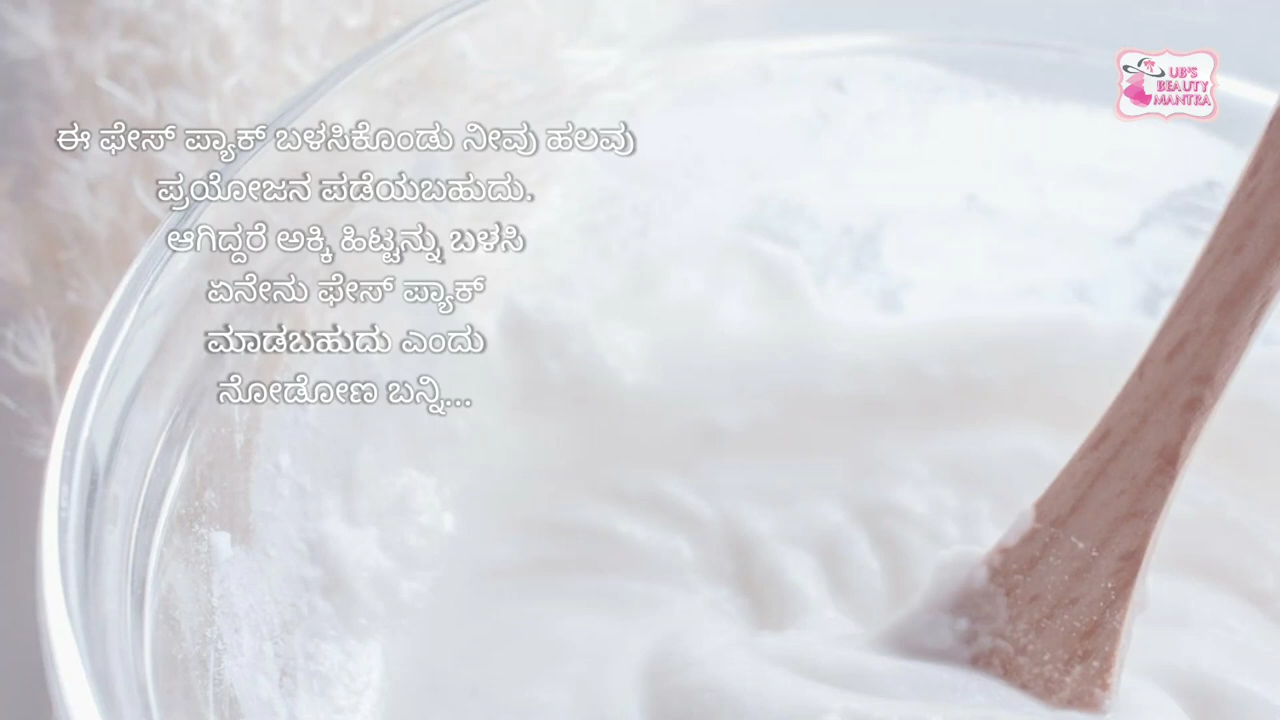 ಈ ಫೇಸ್ ಪ್ಯಾಕ್ ಬಳಸಿಕೊಂಡು ನೀವು ಹಲವು
ಪ್ರಯೋಜನ ಪಡೆಯಬಹುದು.
ಆಗಿದ್ದರೆ ಅಕ್ಕಿ ಹಿಟ್ಟನ್ನು ಬಳಸಿ
ಏನೇನು ಫೇಸ್ ಪ್ಯಾಕ್
ಮಾಡಬಹುದು ಎಂದು
ನೋಡೋಣ ಬನ್ನಿ...
UB'S
BEAUTY
MANTRA